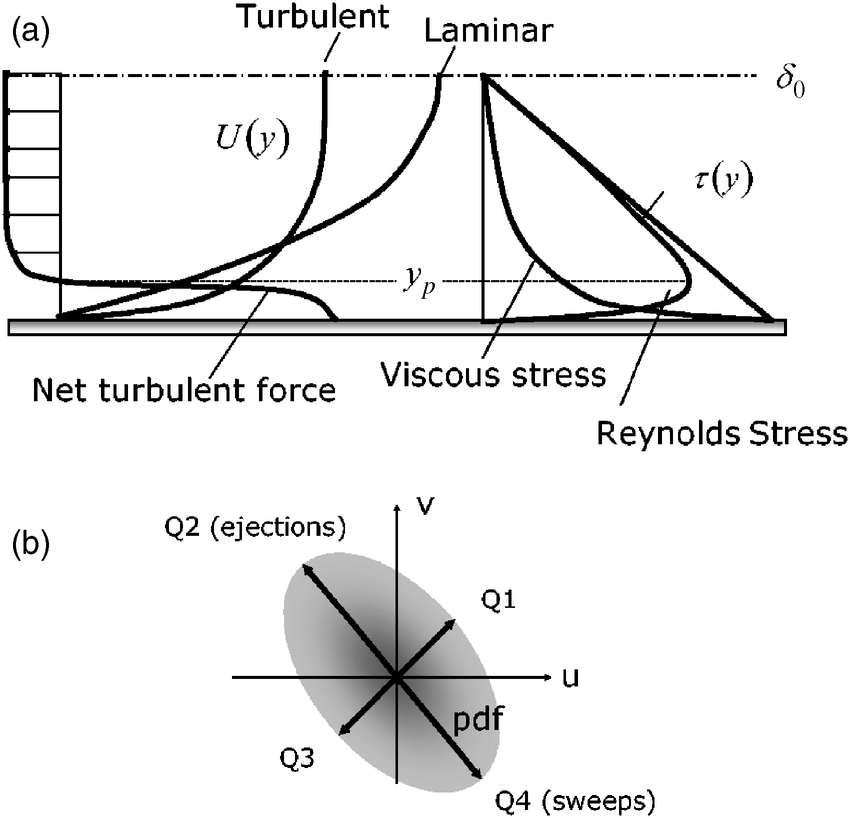 (a)
Turbulent
Laminar
δ₀
U(y)
τ(y)
yₚ
Net turbulent force
Viscous stress
Reynolds Stress
(b)
v
Q2 (ejections)
Q1
u
pdf
Q3
Q4 (sweeps)